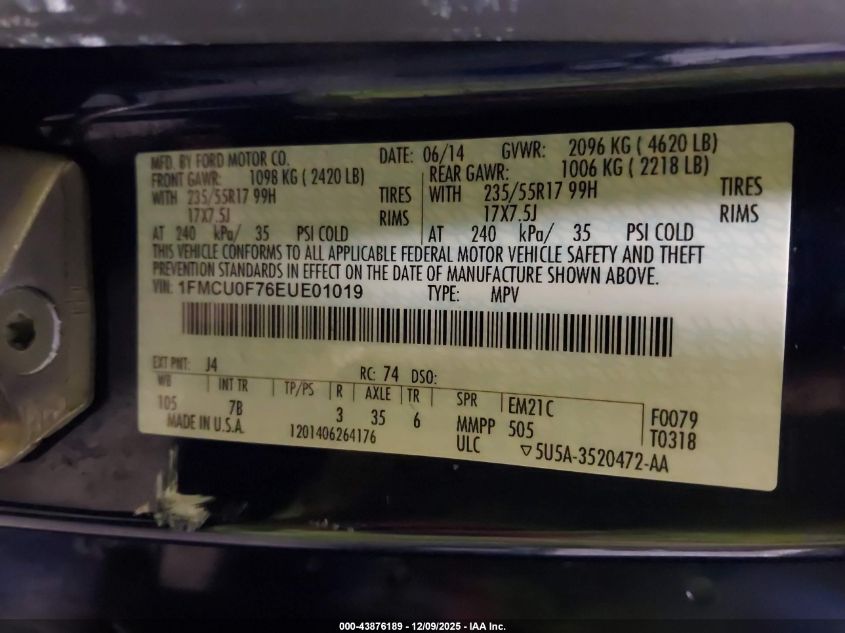 MFD. BY FORD MOTOR CO. DATE: 06/14 GVWR: 2096 KG ( 4620 LB)
FRONT GAWR: 1098 KG ( 2420 LB) REAR GAWR: 1006 KG ( 2218 LB)
WITH 235/55R17 99H TIRES WITH 235/55R17 99H TIRES
17X7.5J RIMS 17X7.5J RIMS
AT 240 kPa/ 35 PSI COLD AT 240 kPa/ 35 PSI COLD
THIS VEHICLE CONFORMS TO ALL APPLICABLE FEDERAL MOTOR VEHICLE SAFETY AND THEFT
PREVENTION STANDARDS IN EFFECT ON THE DATE OF MANUFACTURE SHOWN ABOVE.
VIN: 1FMCU0F76EUE01019 TYPE: MPV
EXT PNT: J4 RC: 74 DSO:
WB INT TR TP/PS R AXLE TR SPR EM21C
105 7B 3 35 6 MMPP 505 F0079
MADE IN U.S.A. 1201406264176 ULC ▽5U5A-3520472-AA T0318
000-43876189 - 12/09/2025 - IAA Inc.